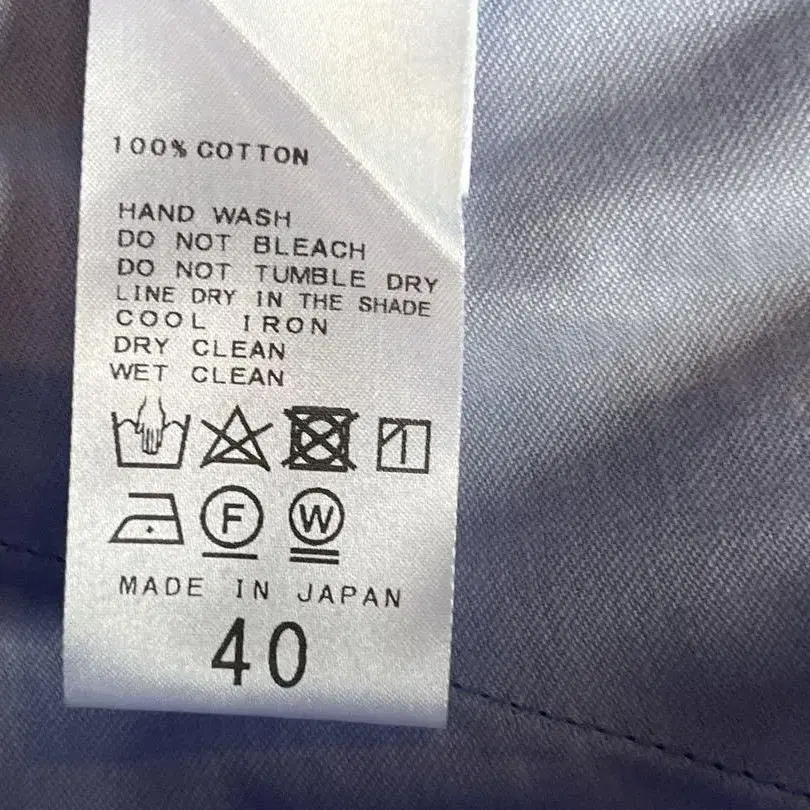 100% COTTON
HAND WASH
DO NOT BLEACH
DO NOT TUMBLE DRY
LINE DRY IN THE SHADE
COOL IRON
DRY CLEAN
WET CLEAN
F W
MADE IN JAPAN
40